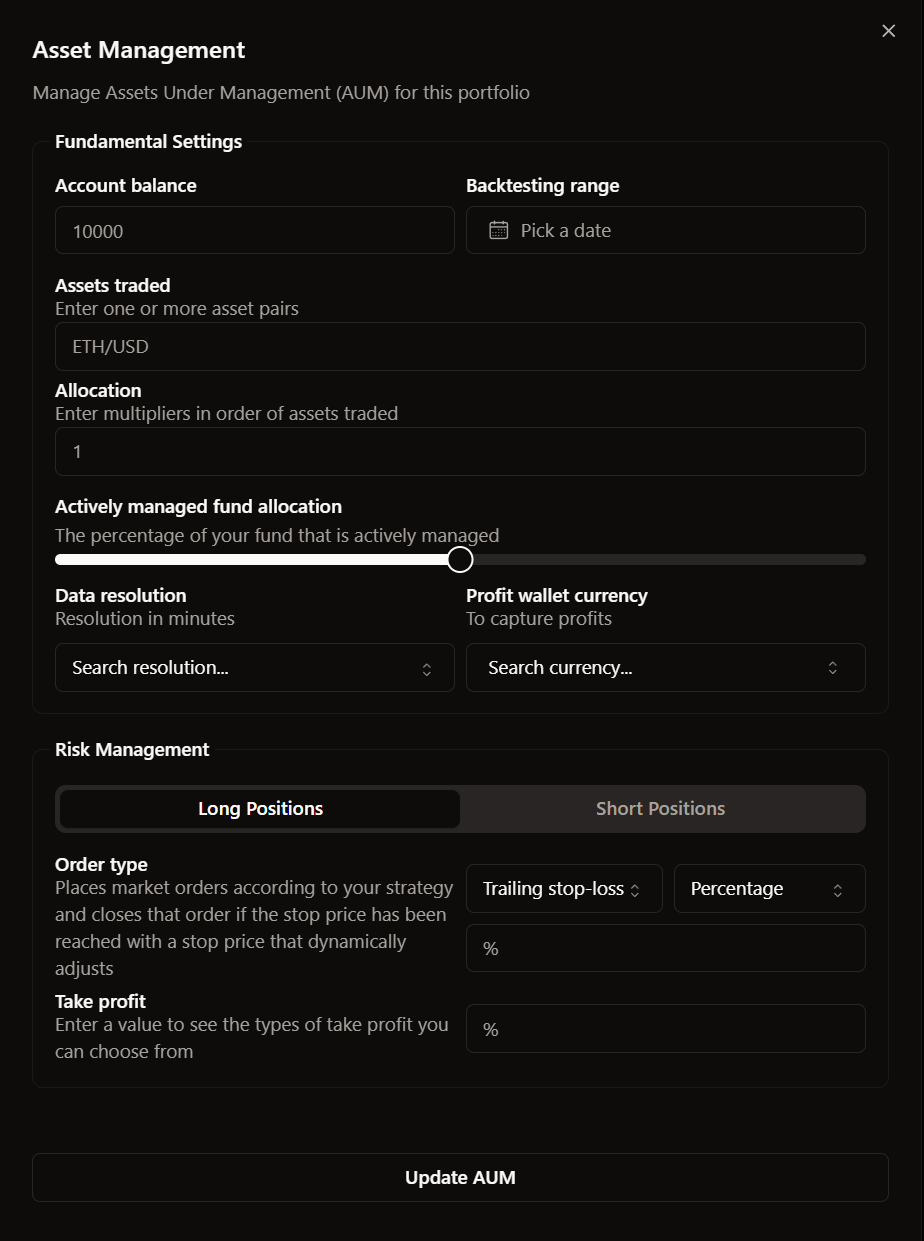 Asset Management
Manage Assets Under Management (AUM) for this portfolio
Fundamental Settings
Account balance
Backtesting range
10000
Pick a date
Assets traded
Enter one or more asset pairs
ETH/USD
Allocation
Enter multipliers in order of assets traded
1
Actively managed fund allocation
The percentage of your fund that is actively managed
Data resolution
Resolution in minutes
Profit wallet currency
To capture profits
Search resolution...
Search currency...
Risk Management
Long Positions
Short Positions
Order type
Places market orders according to your strategy
and closes that order if the stop price has been
reached with a stop price that dynamically
adjusts
Trailing stop-loss
Percentage
%
Take profit
Enter a value to see the types of take profit you
can choose from
%
Update AUM